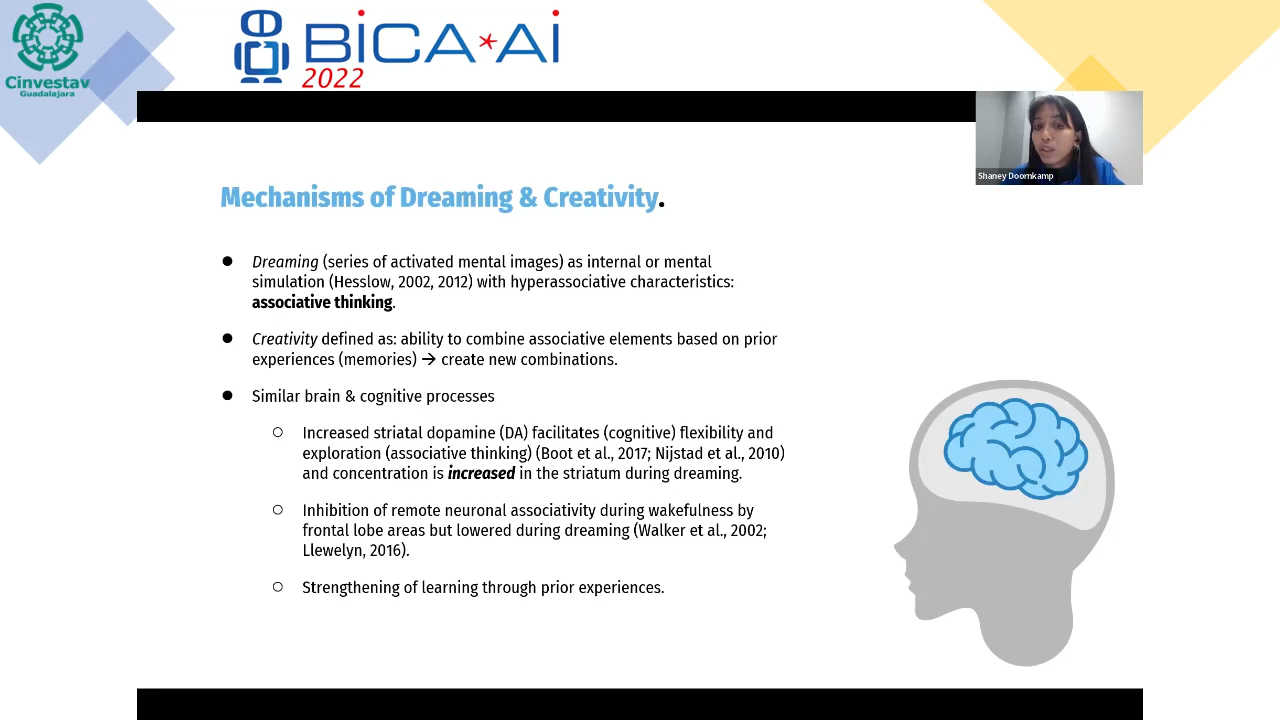 Cinvestav
Guadalajara
BiCA*Ai
2022
Shaney Doornkamp
Mechanisms of Dreaming & Creativity.
● Dreaming (series of activated mental images) as internal or mental
simulation (Hesslow, 2002, 2012) with hyperassociative characteristics:
associative thinking.
● Creativity defined as: ability to combine associative elements based on prior
experiences (memories) → create new combinations.
● Similar brain & cognitive processes
○ Increased striatal dopamine (DA) facilitates (cognitive) flexibility and
exploration (associative thinking) (Boot et al., 2017; Nijstad et al., 2010)
and concentration is increased in the striatum during dreaming.
○ Inhibition of remote neuronal associativity during wakefulness by
frontal lobe areas but lowered during dreaming (Walker et al., 2002;
Llewelyn, 2016).
○ Strengthening of learning through prior experiences.